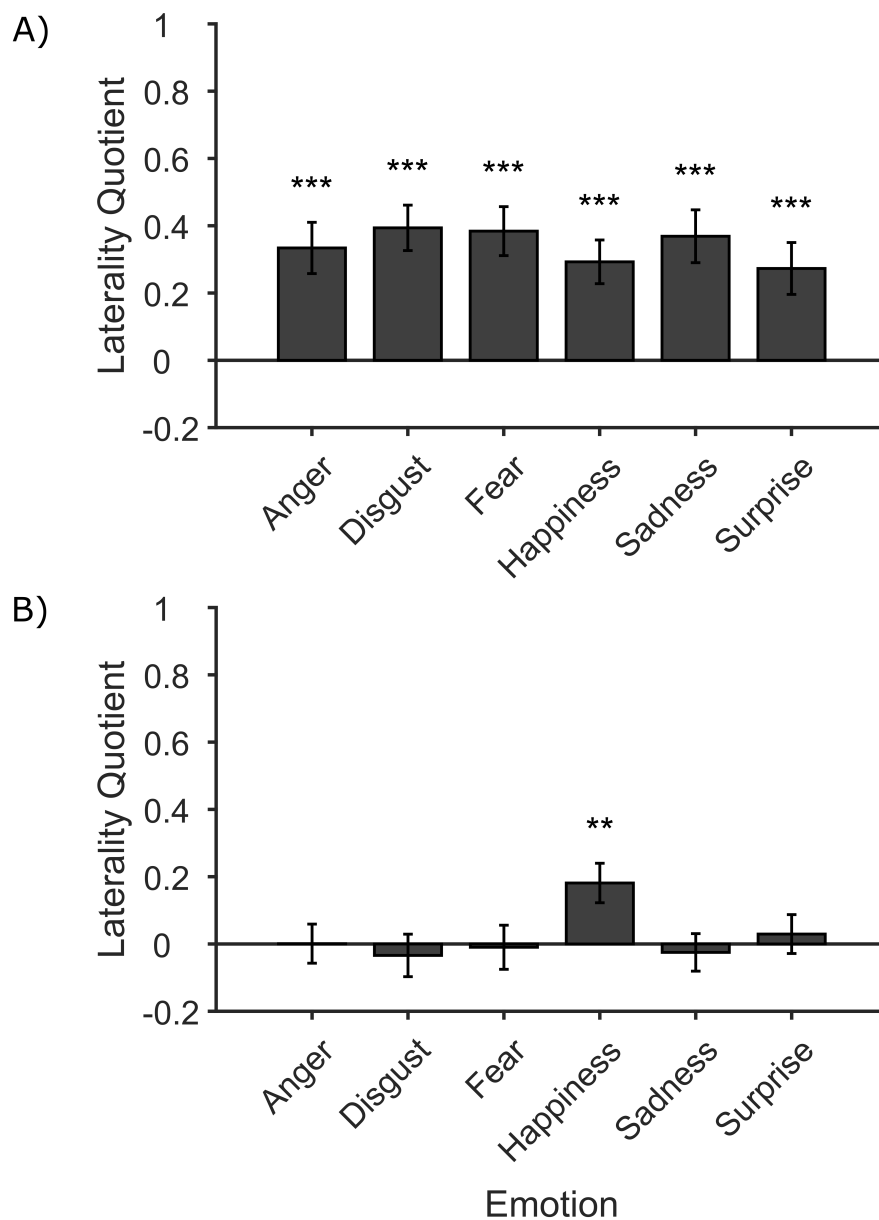 A)
Laterality Quotient
1
0.8
0.6
0.4
0.2
0
-0.2
*** *** *** *** *** ***
Anger Disgust Fear Happiness Sadness Surprise
B)
Laterality Quotient
1
0.8
0.6
0.4
0.2
0
-0.2
**
Anger Disgust Fear Happiness Sadness Surprise
Emotion